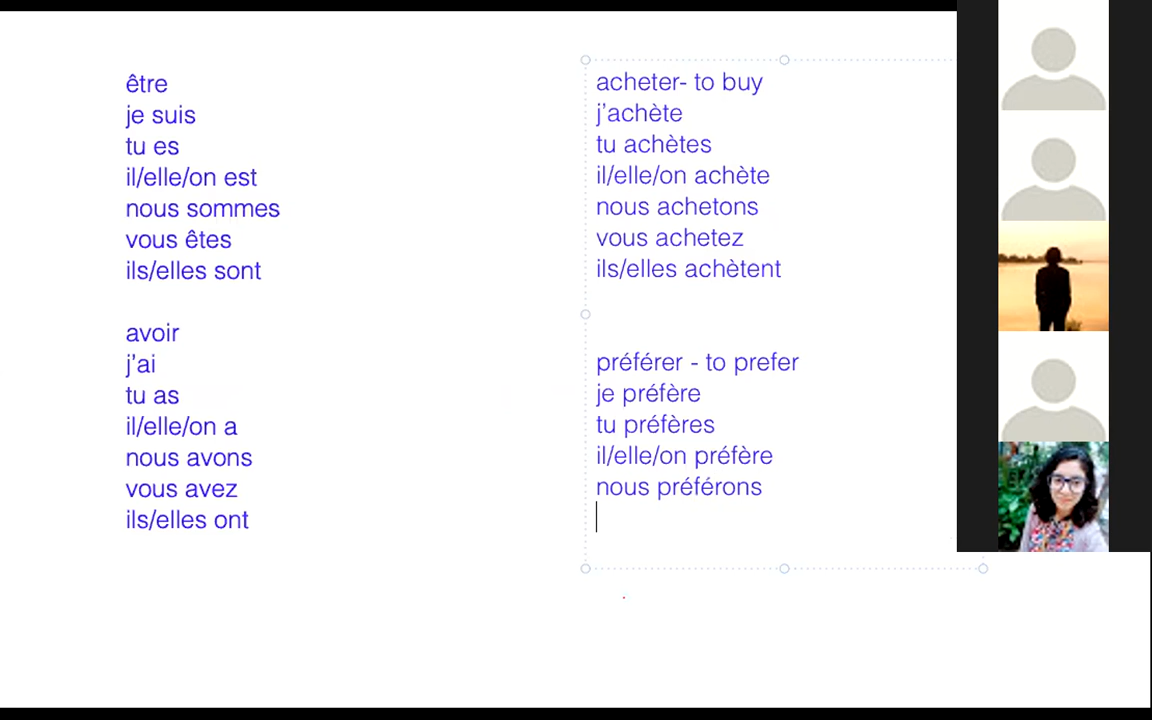 être
je suis
tu es
il/elle/on est
nous sommes
vous êtes
ils/elles sont
avoir
j'ai
tu as
il/elle/on a
nous avons
vous avez
ils/elles ont
acheter- to buy
j'achète
tu achètes
il/elle/on achète
nous achetons
vous achetez
ils/elles achètent
préférer - to prefer
je préfère
tu préfères
il/elle/on préfère
nous préférons